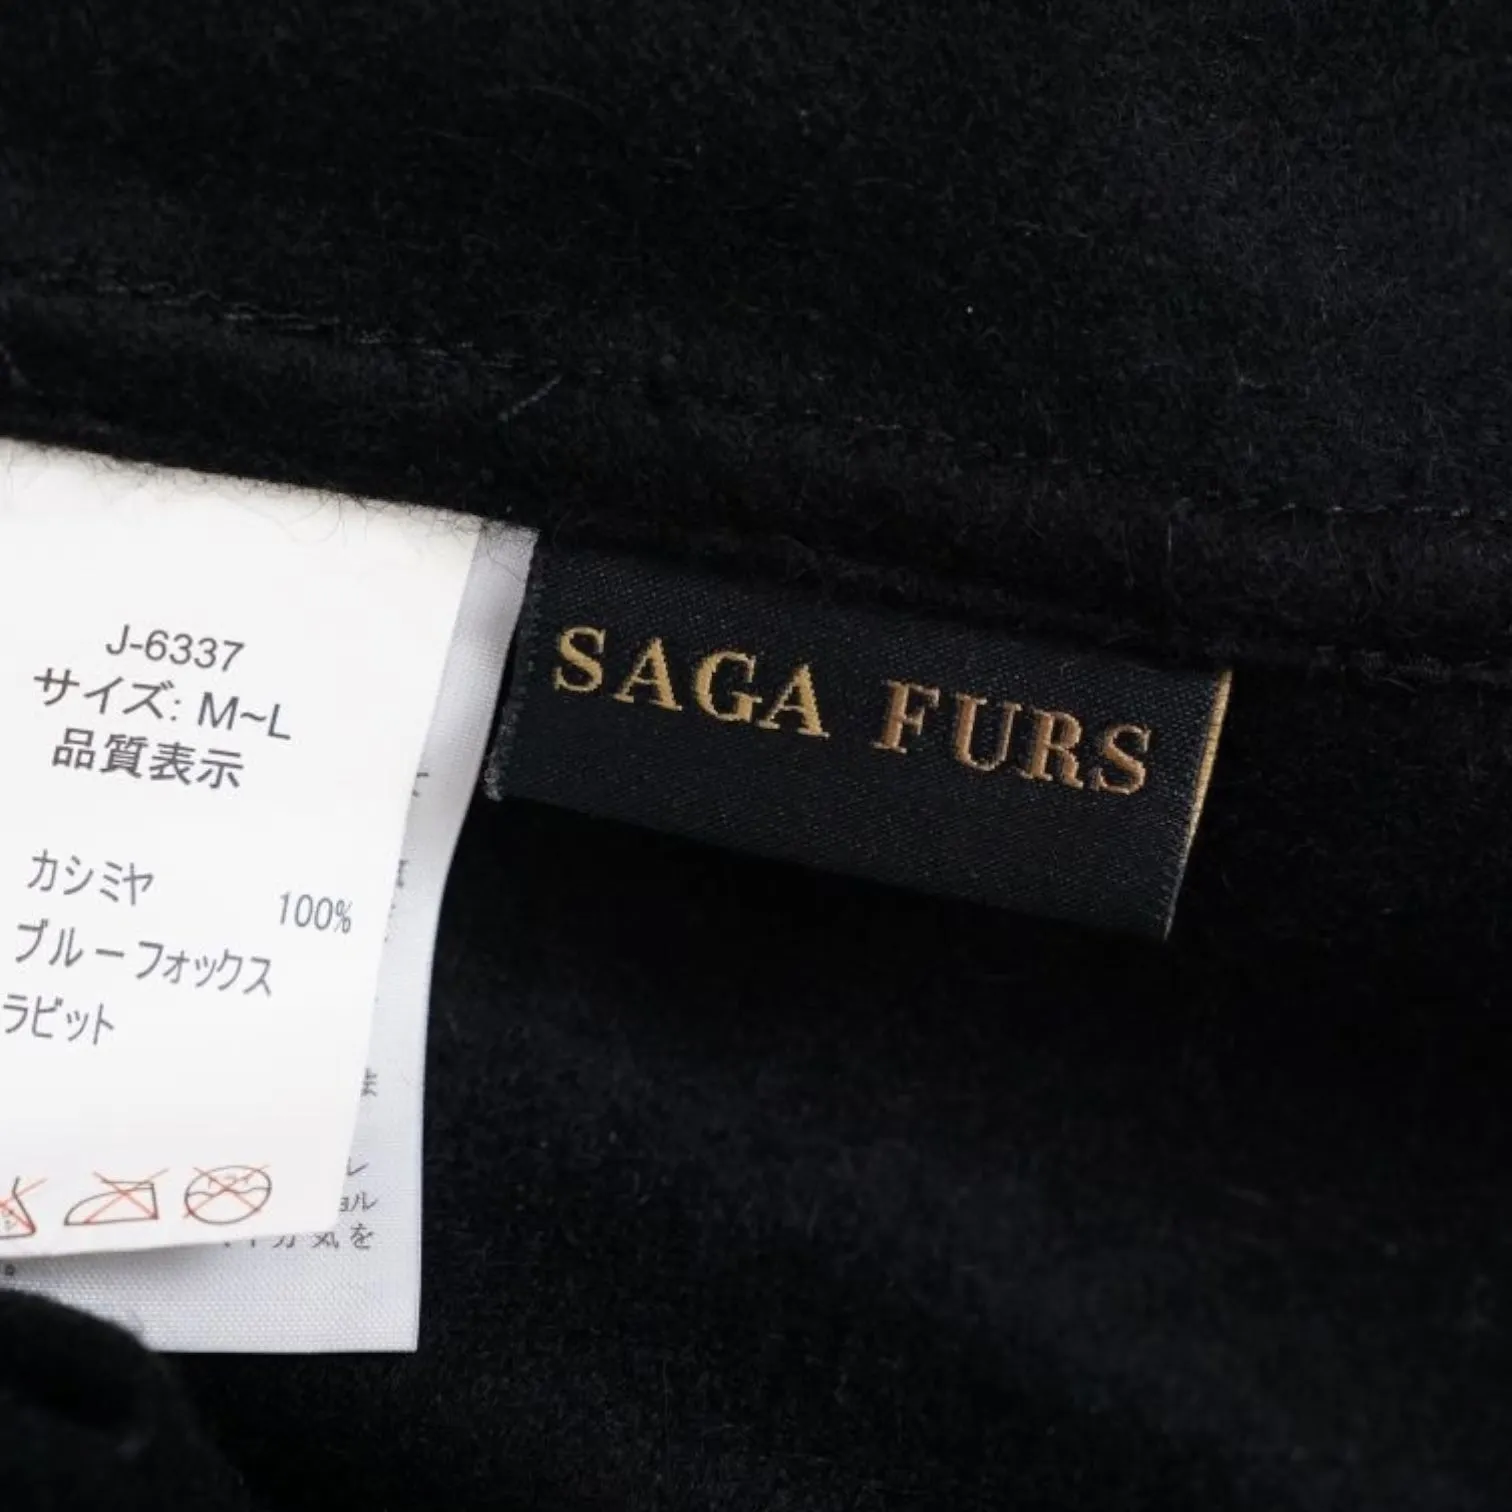 J-6337
サイズ: M~L
品質表示
カシミヤ 100%
ブルーフォックス
ラビット
SAGA FURS